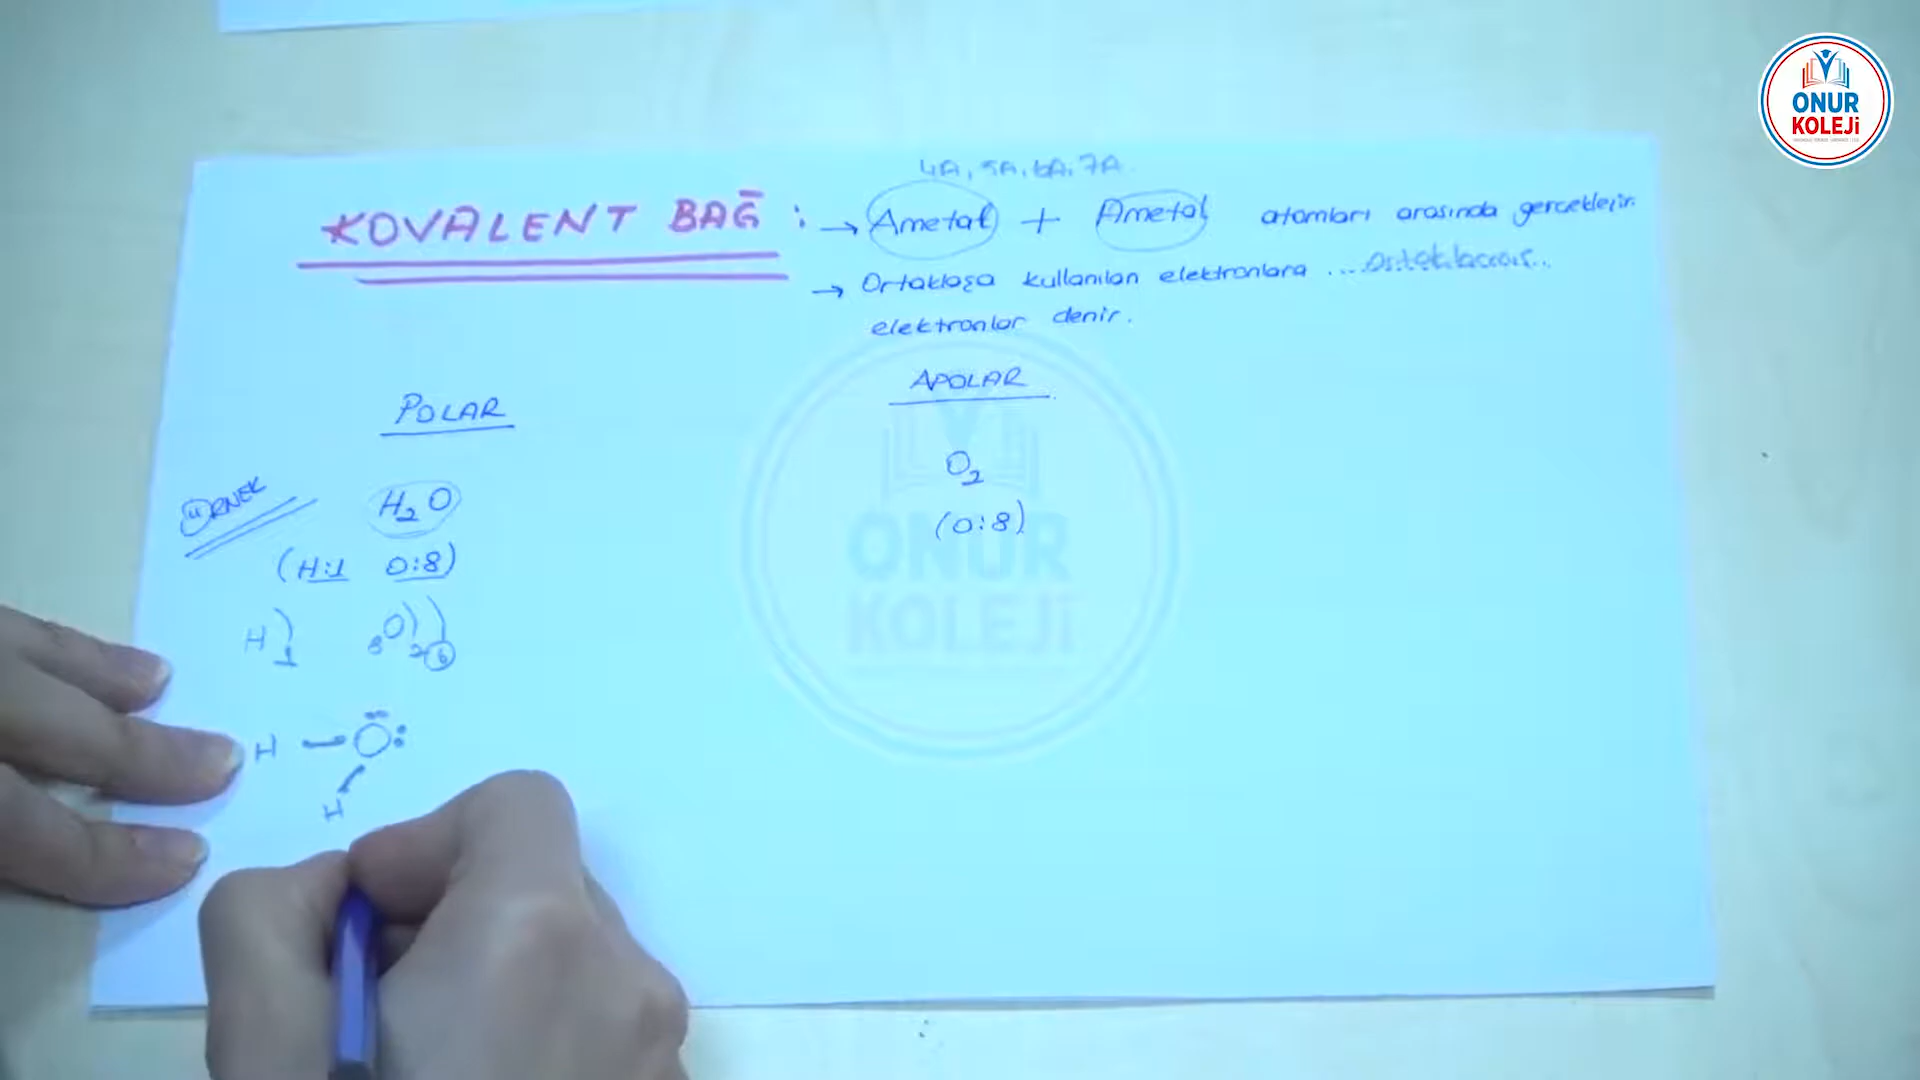 ONUR
KOLEJi
4A, 5A, 6A, 7A
KOVALENT BAĞ : → Ametal + Ametal atomları arasında gerçekleşir.
→ Ortaklaşa kullanılan elektronlara ....
elektronlar denir.
POLAR
APOLAR
ÖRNEK
H₂O
O₂
(H:1 O:8)
(O:8)
H 1
8O 2 6
H — O:
H
ONUR
KOLEJi